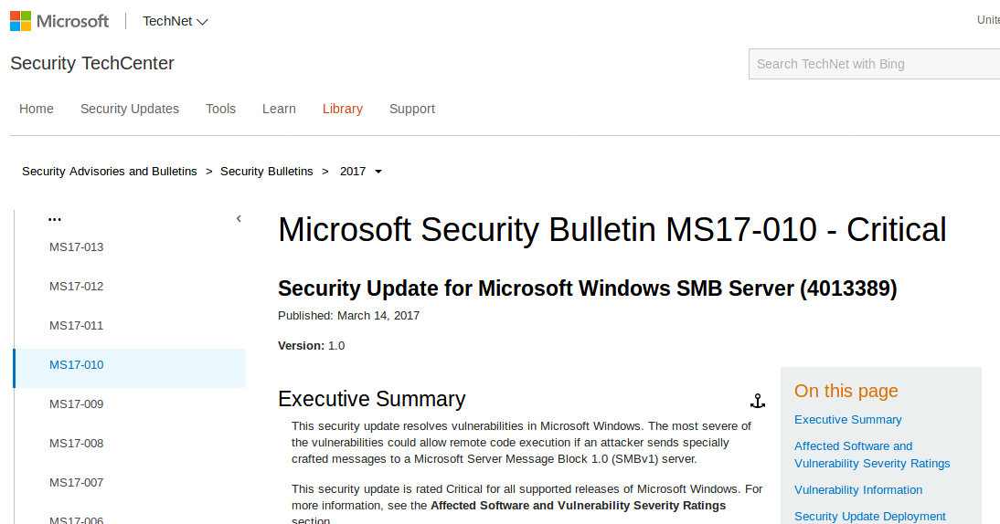 Microsoft
TechNet
Unite
Security TechCenter
Search TechNet with Bing
Home
Security Updates
Tools
Learn
Library
Support
Security Advisories and Bulletins > Security Bulletins > 2017
...
MS17-013
MS17-012
MS17-011
MS17-010
MS17-009
MS17-008
MS17-007
MS17-006
Microsoft Security Bulletin MS17-010 - Critical
Security Update for Microsoft Windows SMB Server (4013389)
Published: March 14, 2017
Version: 1.0
Executive Summary
This security update resolves vulnerabilities in Microsoft Windows. The most severe of
the vulnerabilities could allow remote code execution if an attacker sends specially
crafted messages to a Microsoft Server Message Block 1.0 (SMBv1) server.
This security update is rated Critical for all supported releases of Microsoft Windows. For
more information, see the Affected Software and Vulnerability Severity Ratings
section.
On this page
Executive Summary
Affected Software and
Vulnerability Severity Ratings
Vulnerability Information
Security Update Deployment